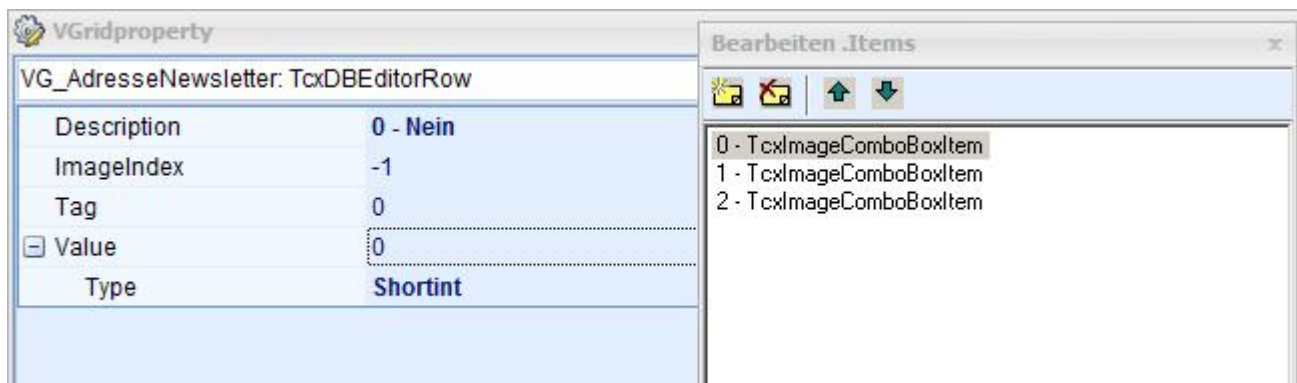 VGridproperty
VG_AdresseNewsletter: TcxDBEditorRow
Description 0 - Nein
ImageIndex -1
Tag 0
Value 0
Type Shortint
Bearbeiten .Items
0 - TcxImageComboBoxItem
1 - TcxImageComboBoxItem
2 - TcxImageComboBoxItem